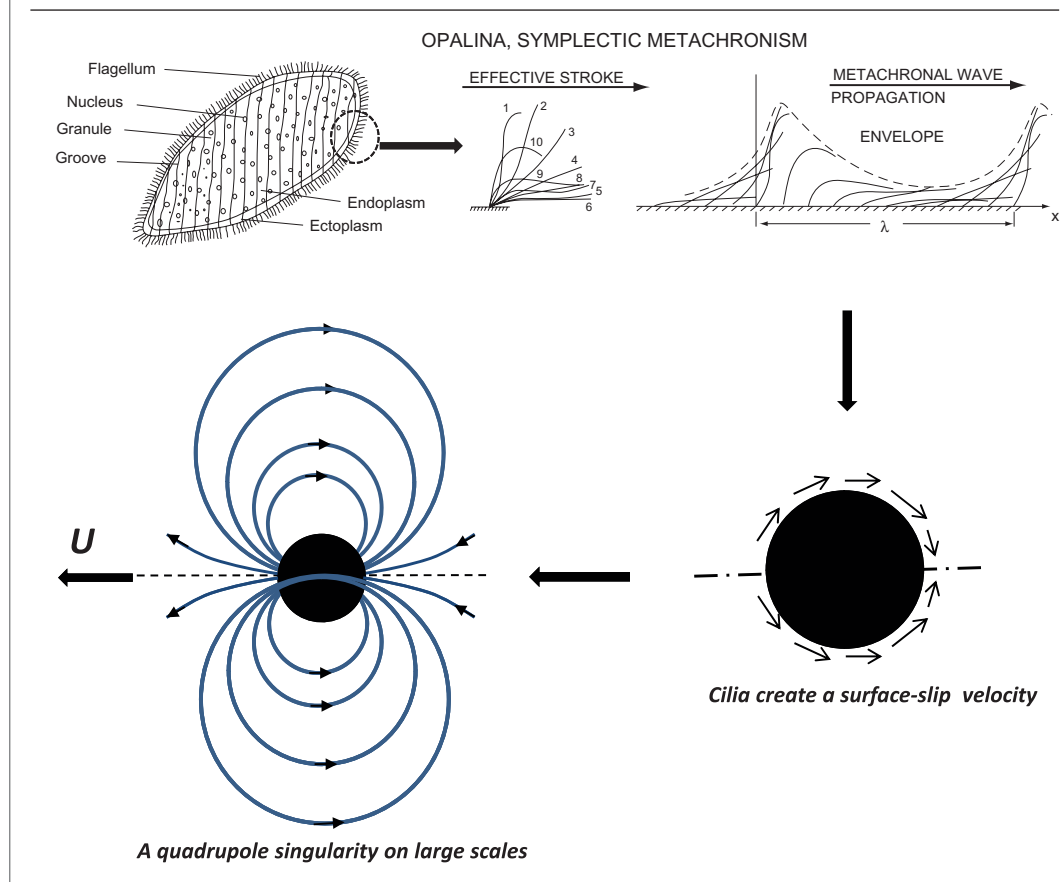 OPALINA, SYMPLECTIC METACHRONISM
Flagellum
Nucleus
Granule
Groove
Endoplasm
Ectoplasm
EFFECTIVE STROKE
1
2
3
10
4
9
8
7
5
6
METACHRONAL WAVE
PROPAGATION
ENVELOPE
x
λ
U
Cilia create a surface-slip velocity
A quadrupole singularity on large scales